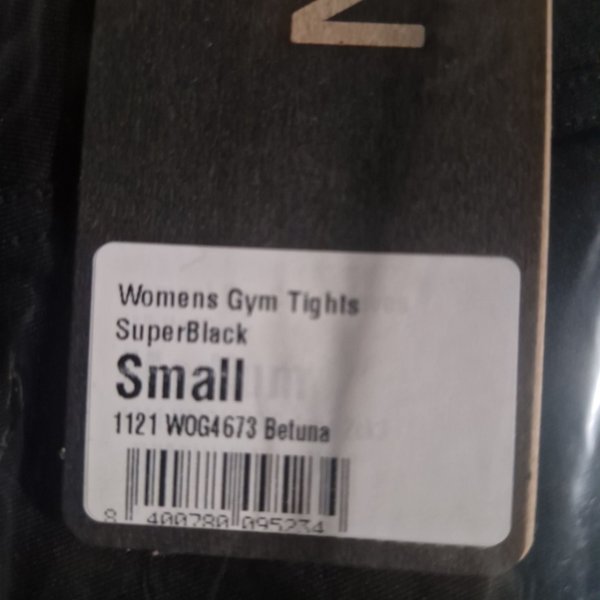 Womens Gym Tights
SuperBlack
Small
1121 WOG4673 Betuna
8 400780 095234